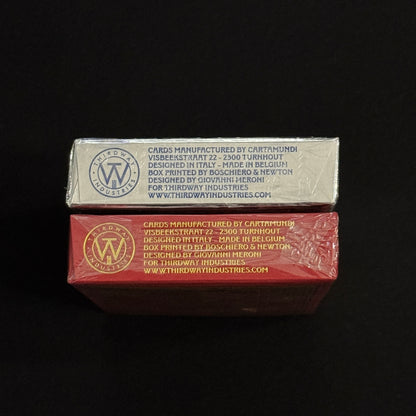 THIRDWAY INDUSTRIES
TW
CARDS MANUFACTURED BY CARTAMUNDI
VISBEEKSTRAAT 22 - 2300 TURNHOUT
DESIGNED IN ITALY - MADE IN BELGIUM
BOX PRINTED BY BOSCHIERO & NEWTON
DESIGNED BY GIOVANNI MERONI
FOR THIRDWAY INDUSTRIES
WWW.THIRDWAYINDUSTRIES.COM
THIRDWAY INDUSTRIES
TW
CARDS MANUFACTURED BY CARTAMUNDI
VISBEEKSTRAAT 22 - 2300 TURNHOUT
DESIGNED IN ITALY - MADE IN BELGIUM
BOX PRINTED BY BOSCHIERO & NEWTON
DESIGNED BY GIOVANNI MERONI
FOR THIRDWAY INDUSTRIES
WWW.THIRDWAYINDUSTRIES.COM